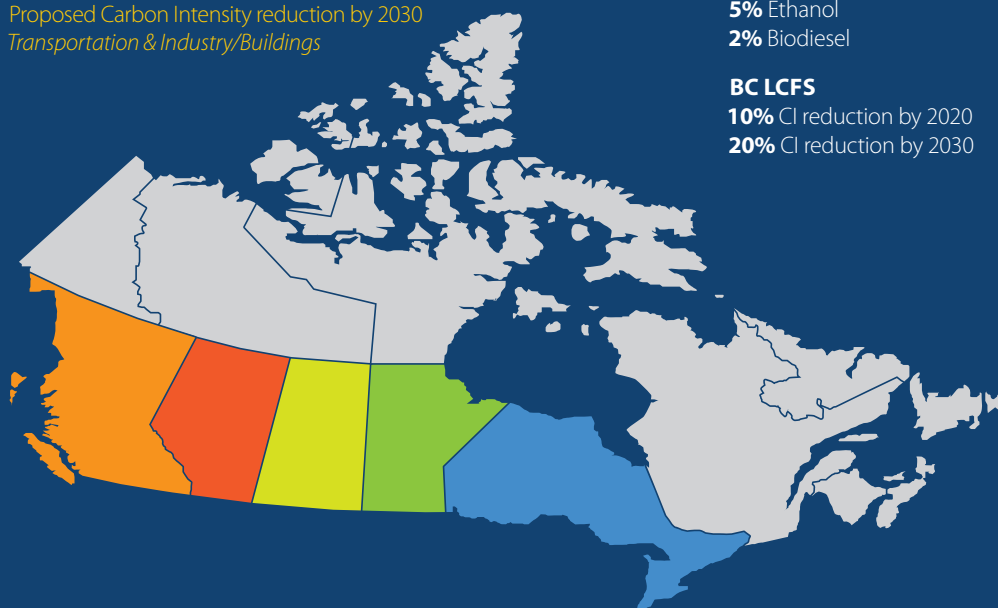 Proposed Carbon Intensity reduction by 2030
Transportation & Industry/Buildings
5% Ethanol
2% Biodiesel
BC LCFS
10% CI reduction by 2020
20% CI reduction by 2030